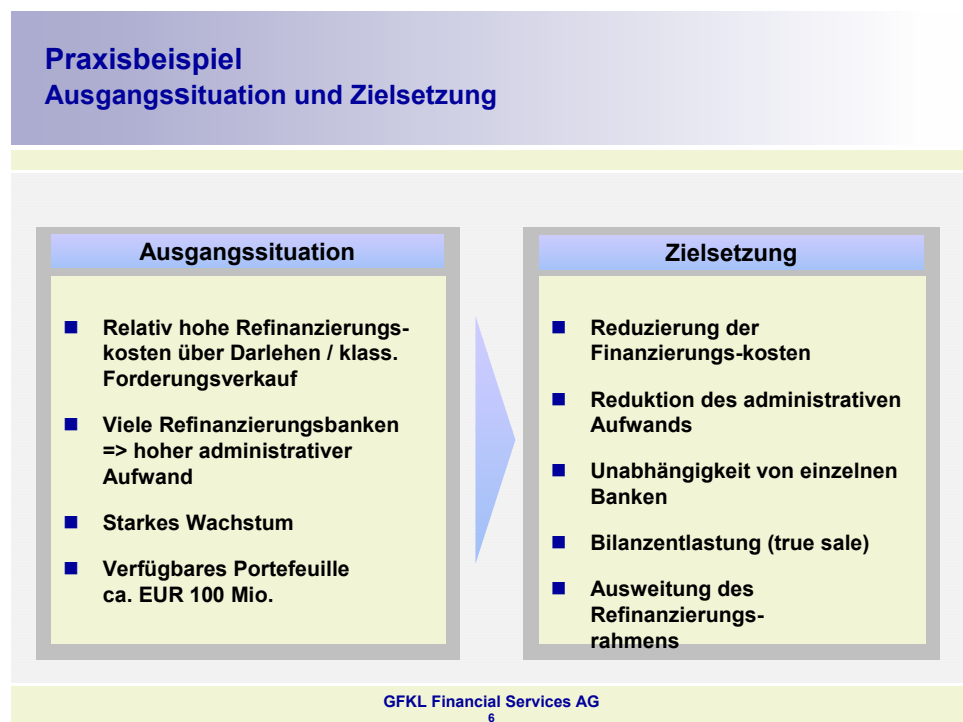 Praxisbeispiel
Ausgangssituation und Zielsetzung
Ausgangssituation
Relativ hohe Refinanzierungs-
kosten über Darlehen / klass.
Forderungsverkauf
Viele Refinanzierungsbanken
=> hoher administrativer
Aufwand
Starkes Wachstum
Verfügbares Portefeuille
ca. EUR 100 Mio.
Zielsetzung
Reduzierung der
Finanzierungs-kosten
Reduktion des administrativen
Aufwands
Unabhängigkeit von einzelnen
Banken
Bilanzentlastung (true sale)
Ausweitung des
Refinanzierungs-
rahmens
GFKL Financial Services AG
6